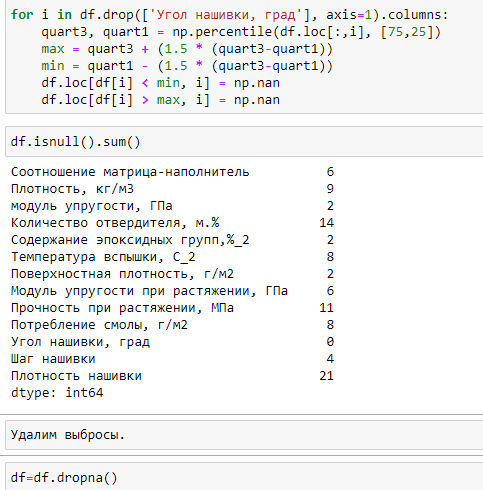 for i in df.drop(['Угол нашивки, град'], axis=1).columns:
    quart3, quart1 = np.percentile(df.loc[:,i], [75,25])
    max = quart3 + (1.5 * (quart3-quart1))
    min = quart1 - (1.5 * (quart3-quart1))
    df.loc[df[i] < min, i] = np.nan
    df.loc[df[i] > max, i] = np.nan
df.isnull().sum()
Соотношение матрица-наполнитель 6
Плотность, кг/м3 9
модуль упругости, ГПа 2
Количество отвердителя, м.% 14
Содержание эпоксидных групп,%_2 2
Температура вспышки, С_2 8
Поверхностная плотность, г/м2 2
Модуль упругости при растяжении, ГПа 6
Прочность при растяжении, МПа 11
Потребление смолы, г/м2 8
Угол нашивки, град 0
Шаг нашивки 4
Плотность нашивки 21
dtype: int64
Удалим выбросы.
df=df.dropna()